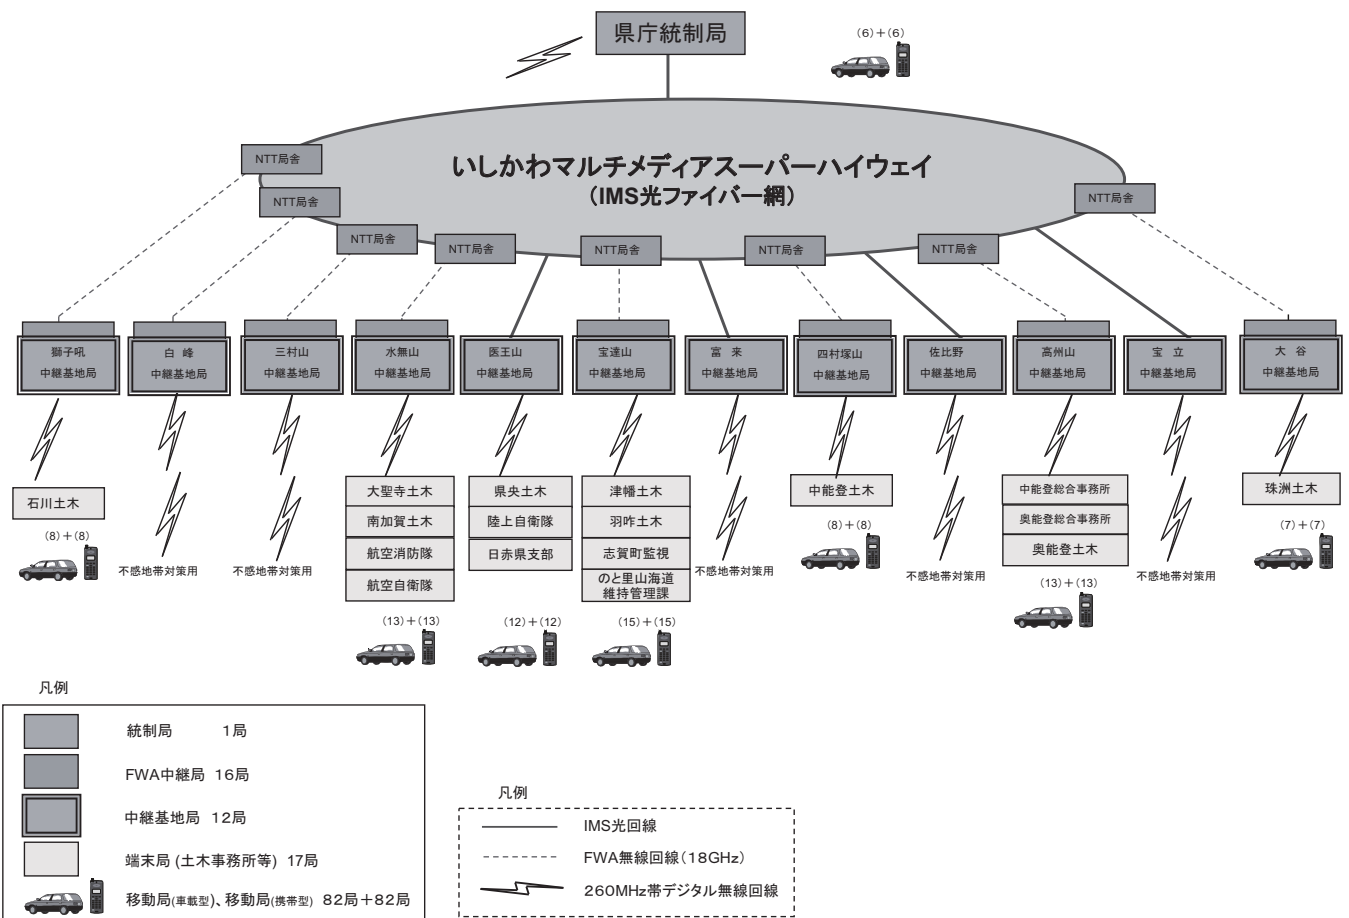 県庁統制局
(6)+(6)
いしかわマルチメディアスーパーハイウェイ
(IMS光ファイバー網)
NTT局舎
NTT局舎
NTT局舎
NTT局舎
NTT局舎
NTT局舎
NTT局舎
NTT局舎
獅子吼
中継基地局
白 峰
中継基地局
三村山
中継基地局
水無山
中継基地局
医王山
中継基地局
宝達山
中継基地局
富 来
中継基地局
四村塚山
中継基地局
佐比野
中継基地局
高州山
中継基地局
宝 立
中継基地局
大 谷
中継基地局
石川土木
(8)+(8)
不感地帯対策用
不感地帯対策用
大聖寺土木
南加賀土木
航空消防隊
航空自衛隊
(13)+(13)
県央土木
陸上自衛隊
日赤県支部
(12)+(12)
津幡土木
羽咋土木
志賀町監視
のと里山海道
維持管理課
(15)+(15)
不感地帯対策用
中能登土木
(8)+(8)
不感地帯対策用
中能登総合事務所
奥能登総合事務所
奥能登土木
(13)+(13)
不感地帯対策用
珠洲土木
(7)+(7)
凡例
統制局 1局
FWA中継局 16局
中継基地局 12局
端末局 (土木事務所等) 17局
移動局(車載型)、移動局(携帯型) 82局+82局
凡例
IMS光回線
FWA無線回線(18GHz)
260MHz帯デジタル無線回線